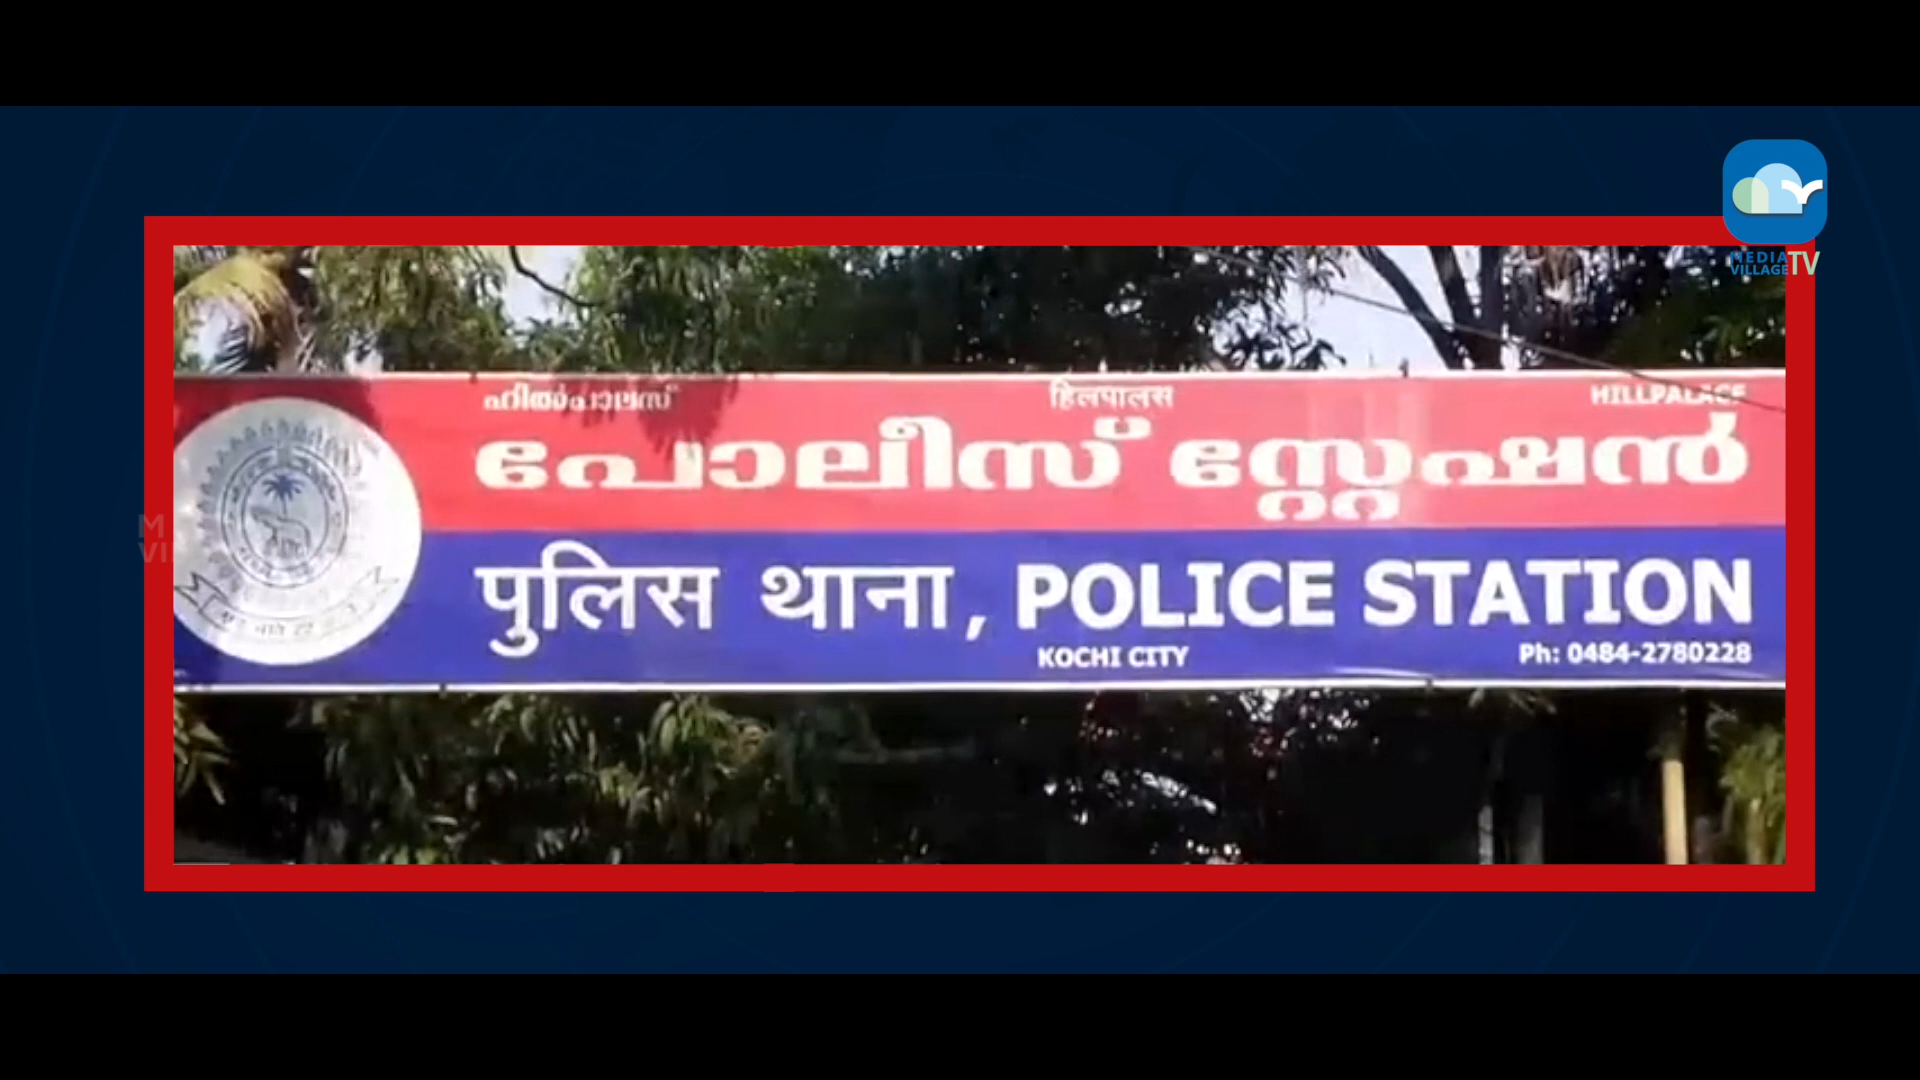 MEDIA
VILLAGE TV
ഹിൽപാലസ് हिलपालस HILLPALACE
പോലീസ് സ്റ്റേഷൻ
पुलिस थाना, POLICE STATION
KOCHI CITY Ph: 0484-2780228